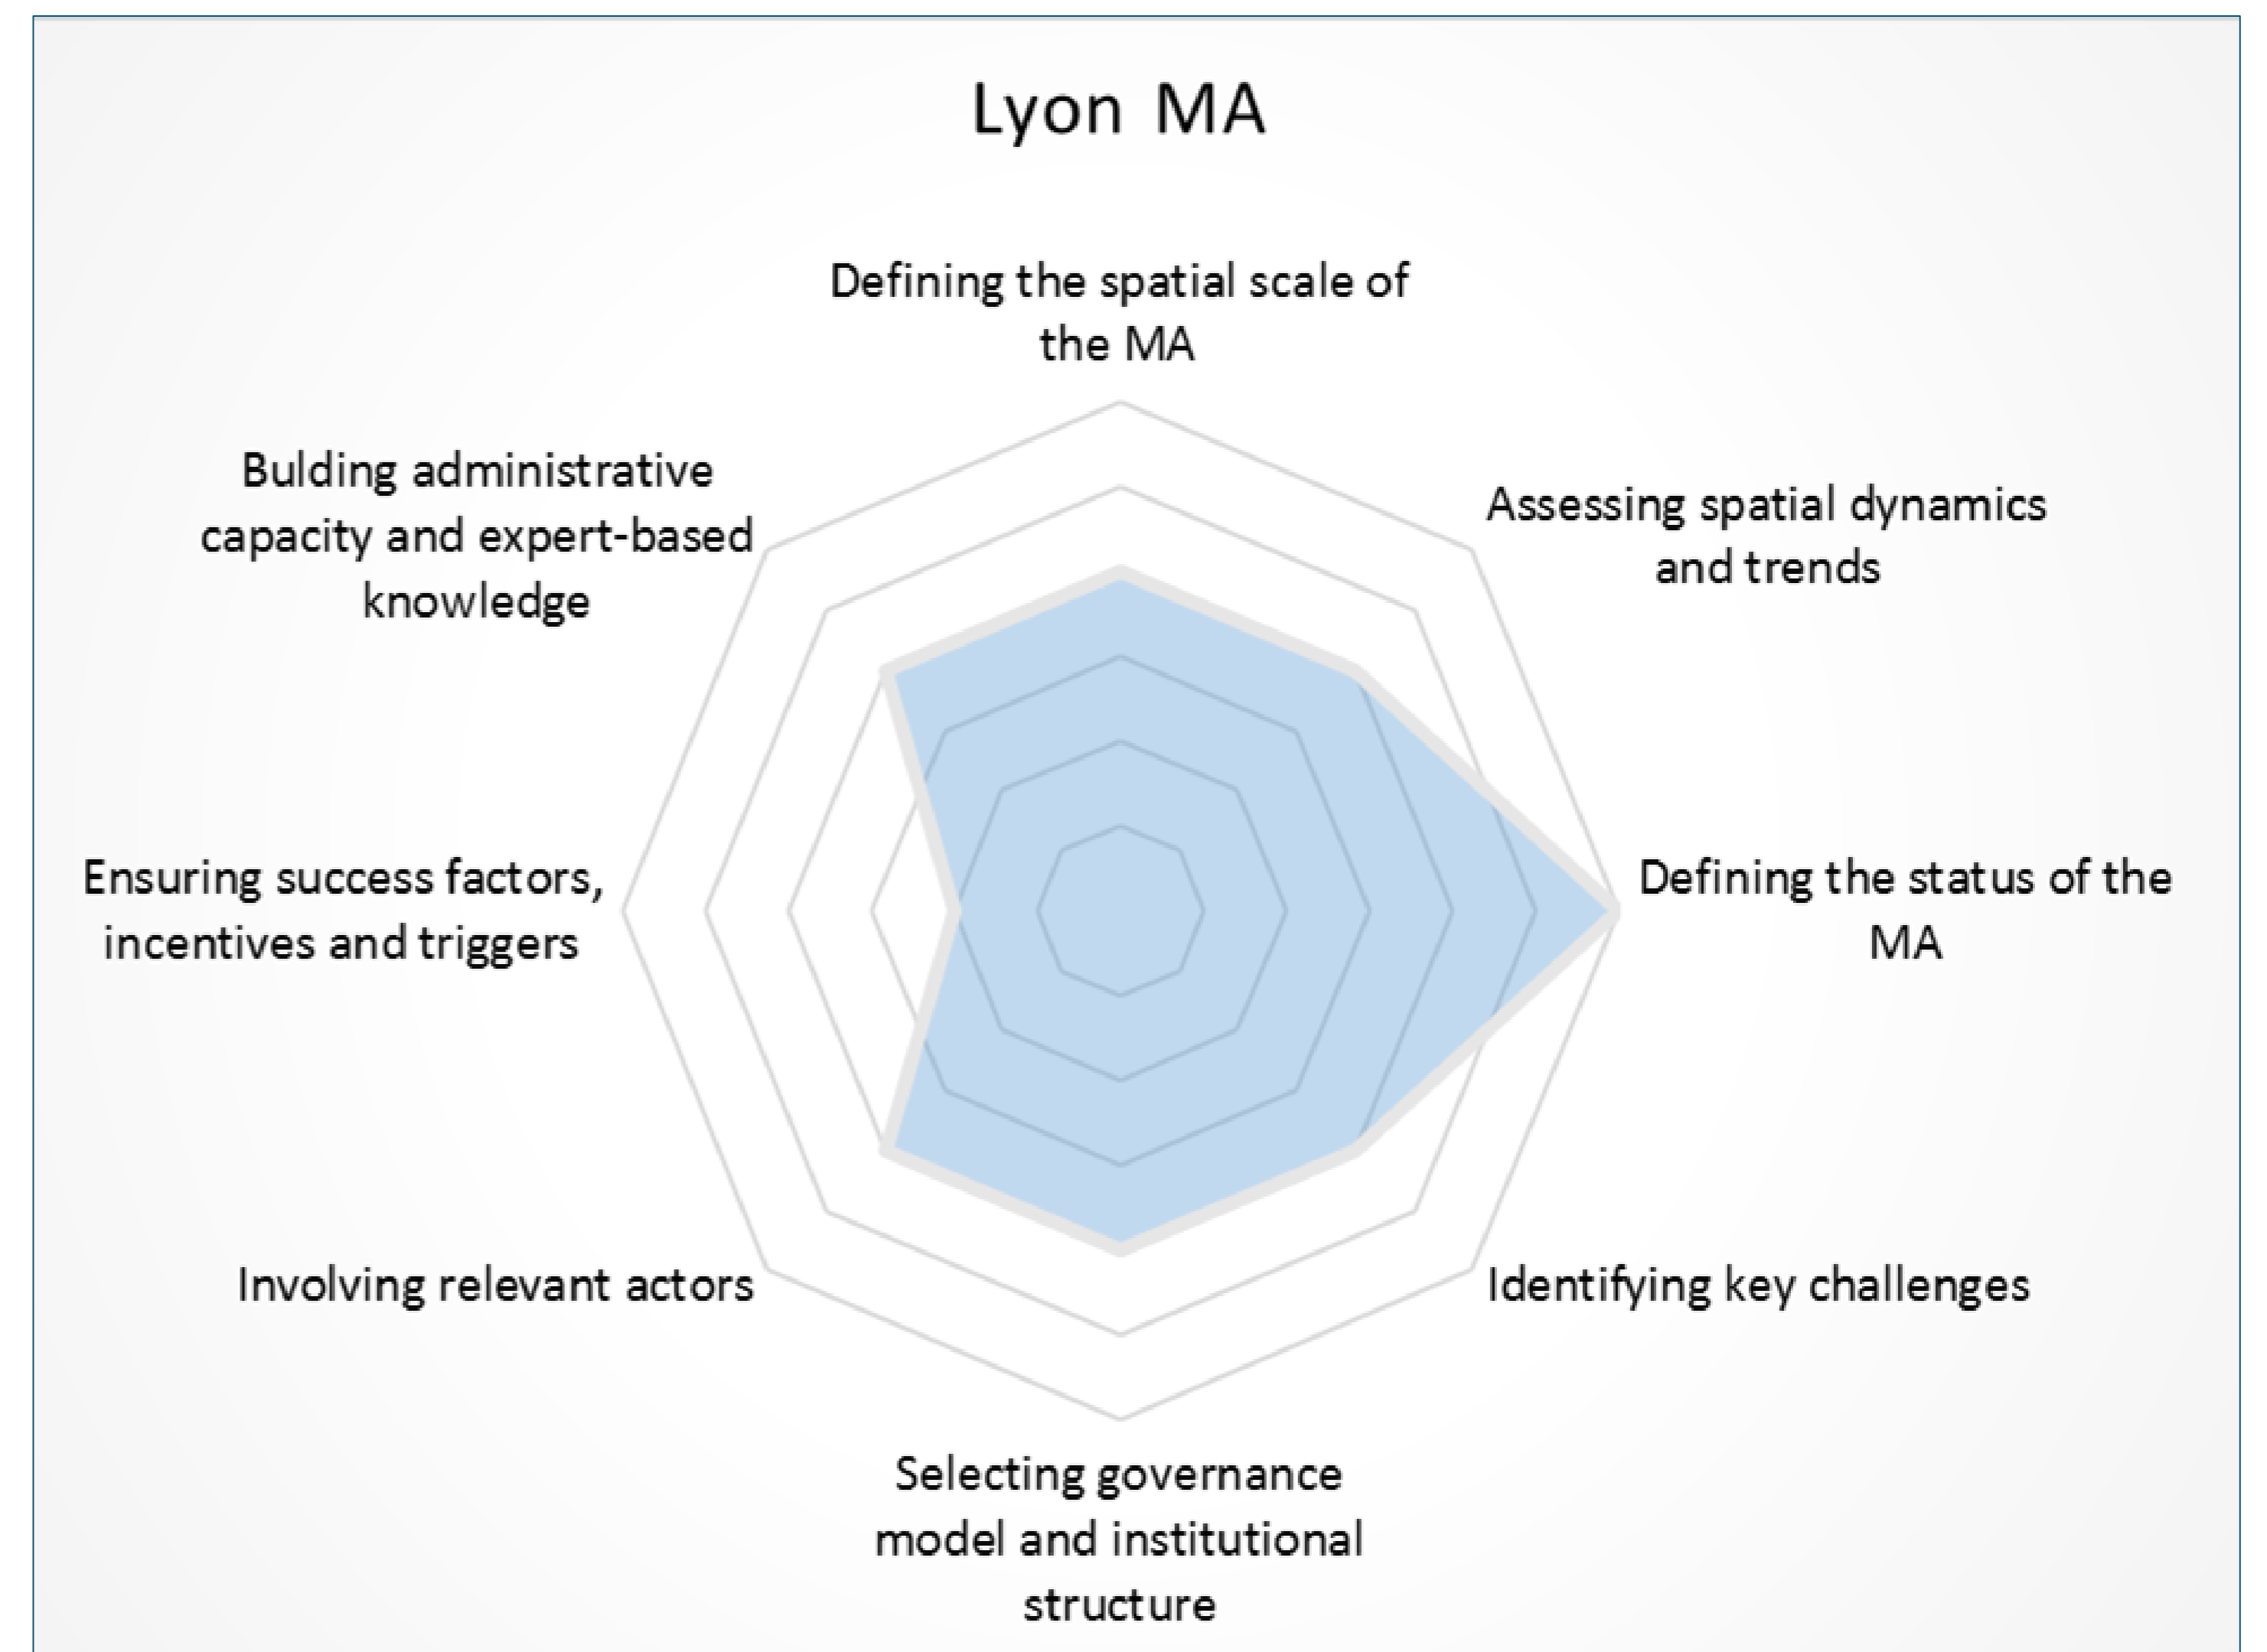 Lyon MA
Defining the spatial scale of
the MA
Assessing spatial dynamics
and trends
Defining the status of the
MA
Identifying key challenges
Selecting governance
model and institutional
structure
Involving relevant actors
Ensuring success factors,
incentives and triggers
Bulding administrative
capacity and expert-based
knowledge